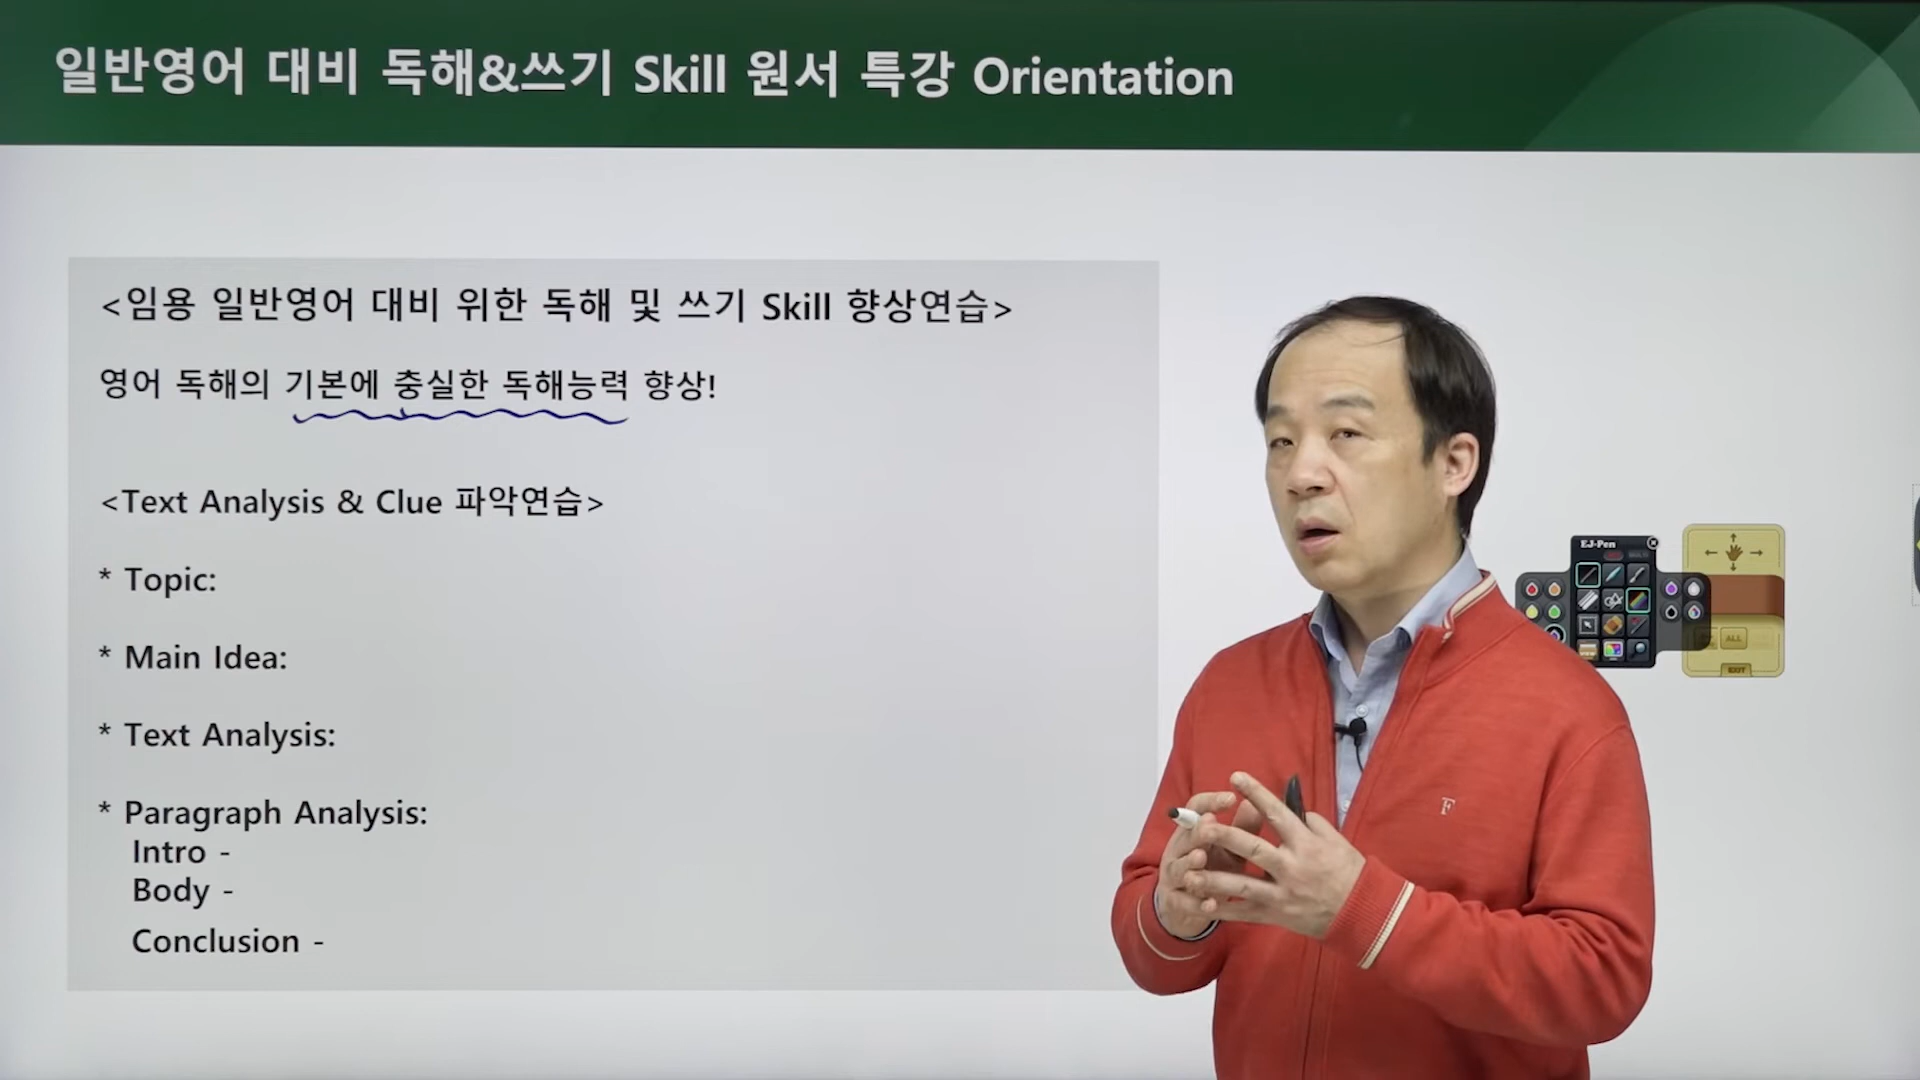 일반영어 대비 독해&쓰기 Skill 원서 특강 Orientation
<임용 일반영어 대비 위한 독해 및 쓰기 Skill 향상연습>
영어 독해의 기본에 충실한 독해능력 향상!
<Text Analysis & Clue 파악연습>
* Topic:
* Main Idea:
* Text Analysis:
* Paragraph Analysis:
Intro -
Body -
Conclusion -
EJ-Pen
ALL
EXIT
F